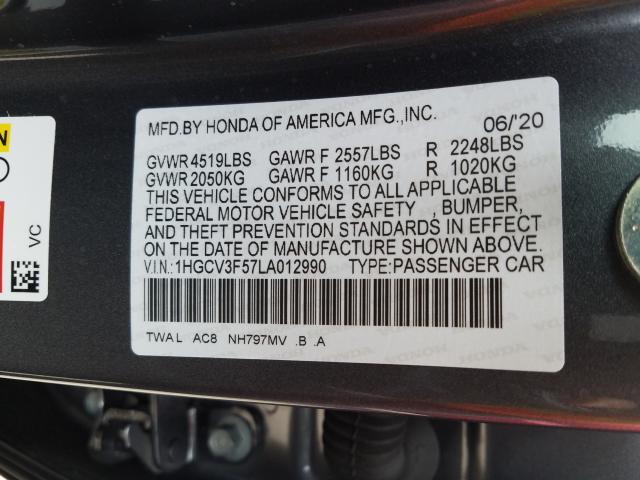 MFD.BY HONDA OF AMERICA MFG.,INC. 06/'20
GVWR 4519LBS GAWR F 2557LBS R 2248LBS
GVWR 2050KG GAWR F 1160KG R 1020KG
THIS VEHICLE CONFORMS TO ALL APPLICABLE
FEDERAL MOTOR VEHICLE SAFETY , BUMPER,
AND THEFT PREVENTION STANDARDS IN EFFECT
ON THE DATE OF MANUFACTURE SHOWN ABOVE.
V.I.N.: 1HGCV3F57LA012990 TYPE:PASSENGER CAR
TWAL AC8 NH797MV .B .A
VC